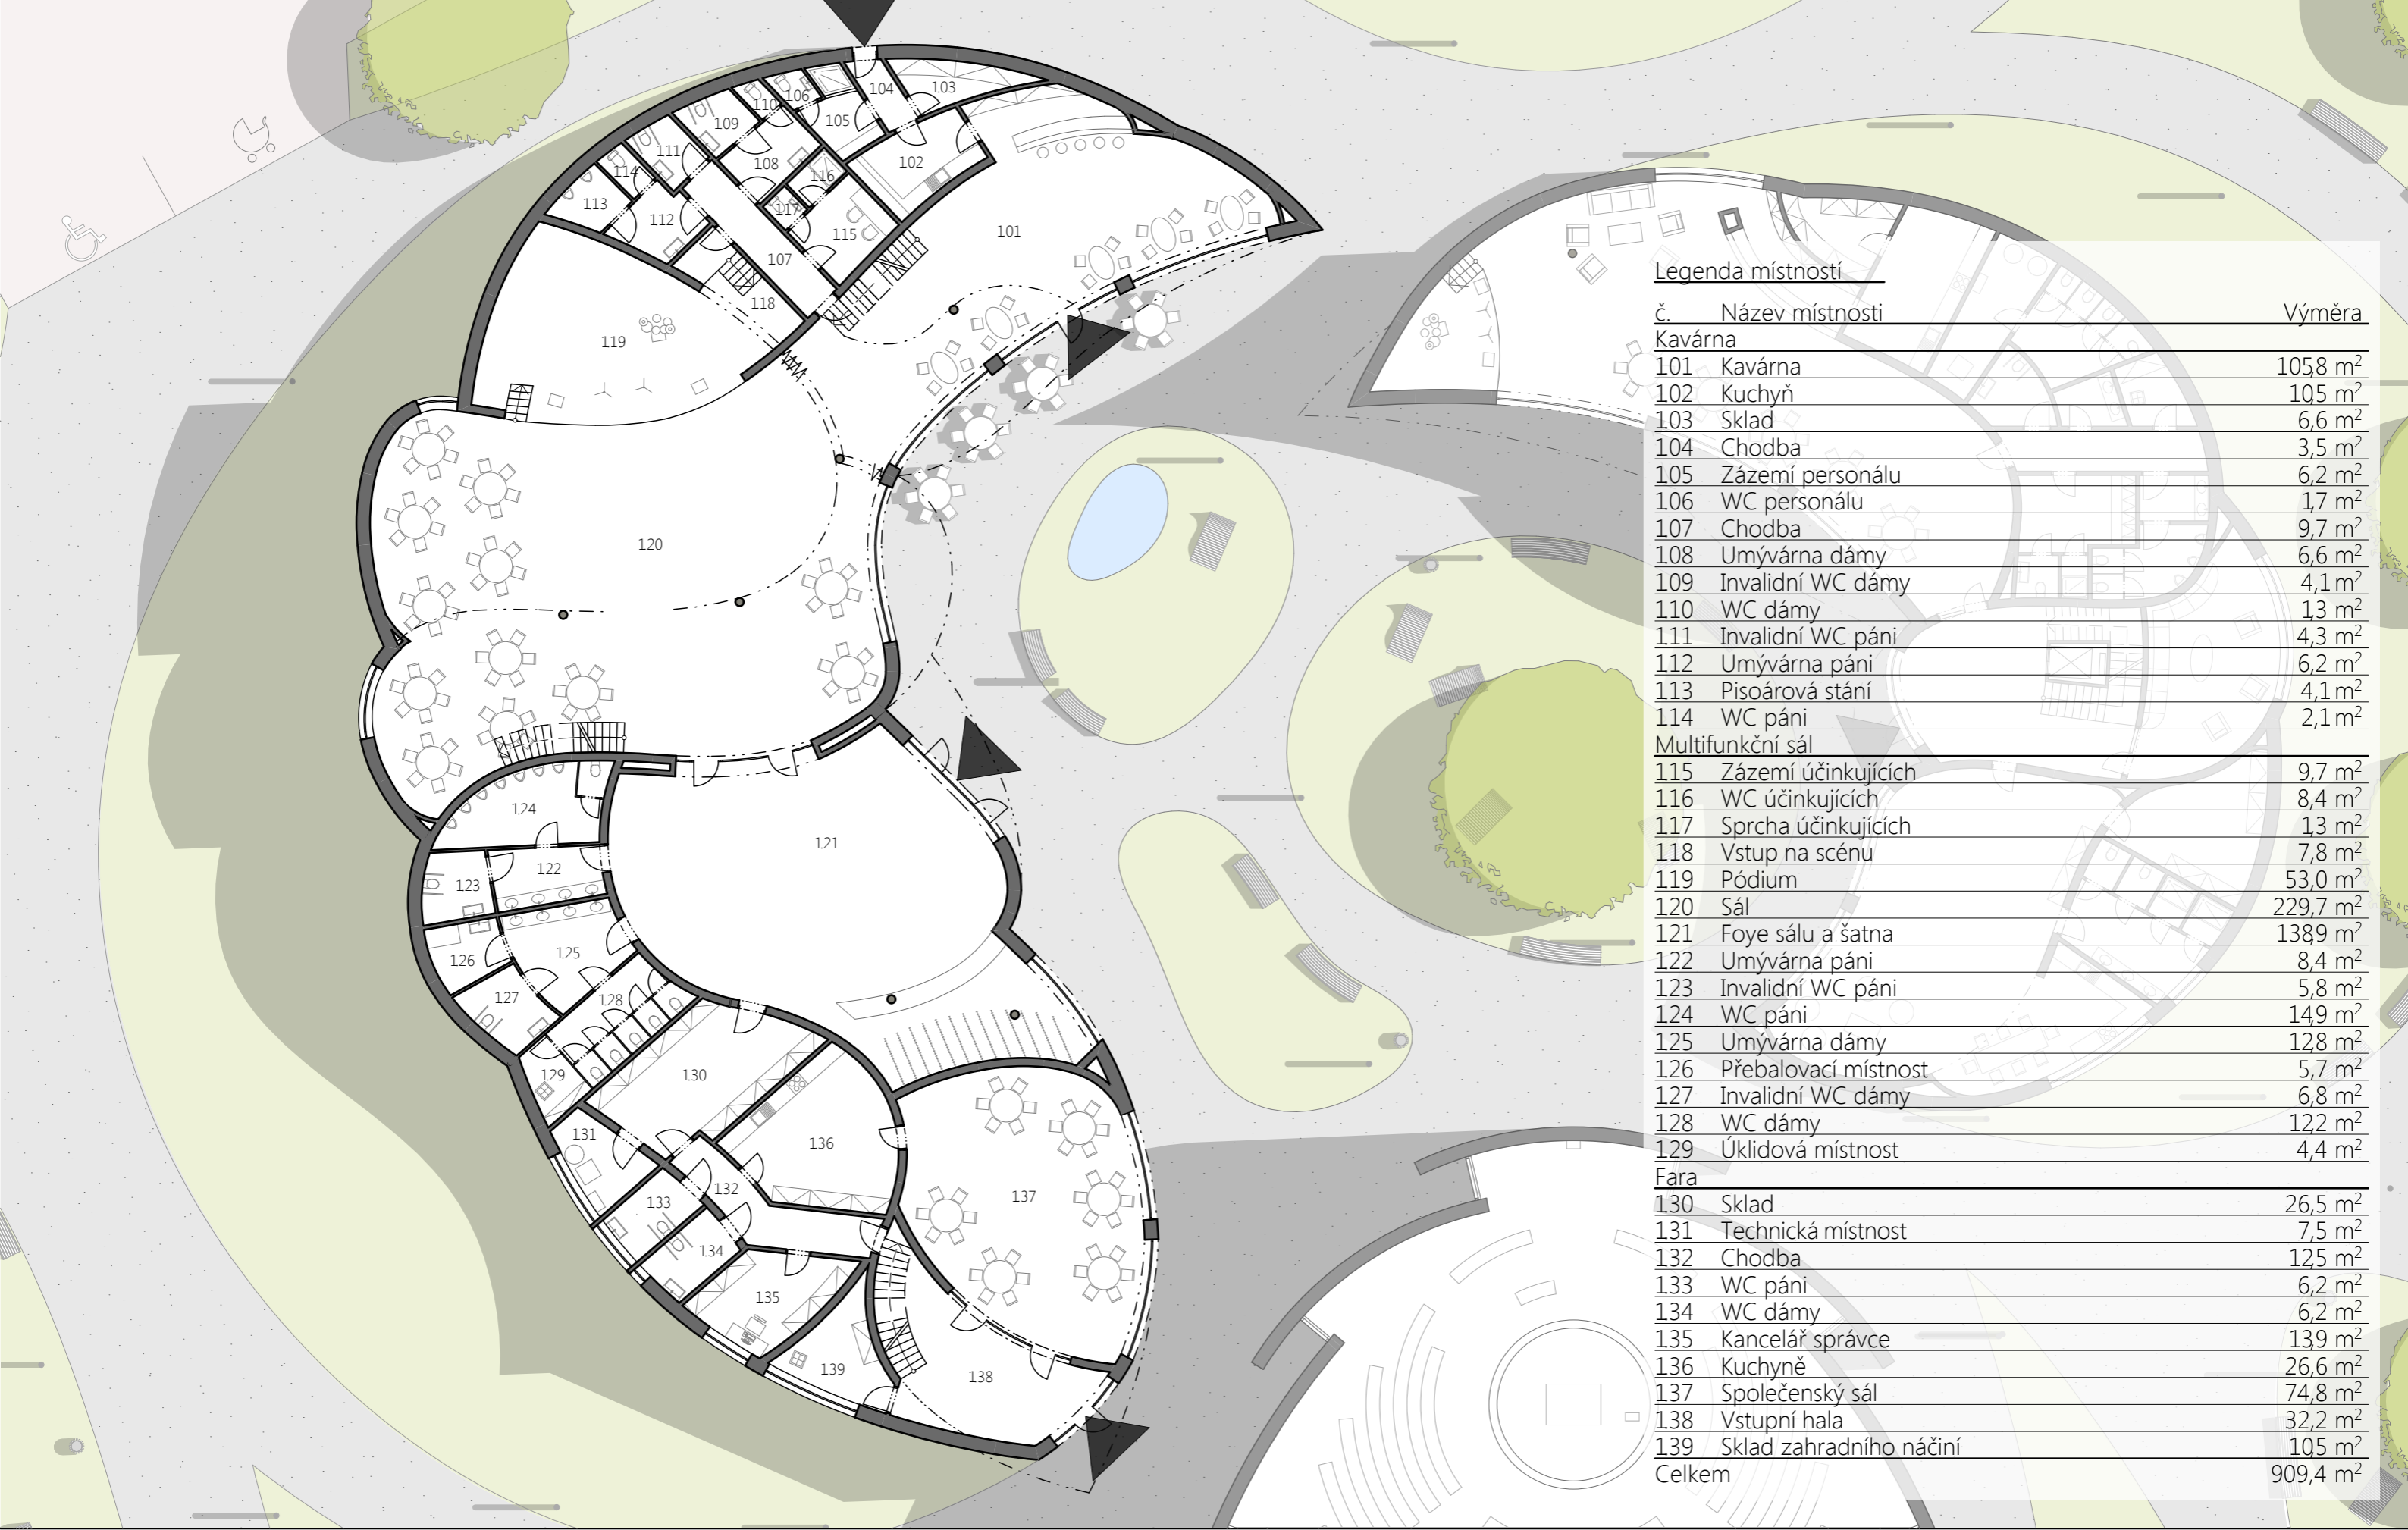 103
104
106
110
105
109
111
108
102
116
114
113
117
112
115
101
107
118
119
120
124
121
122
123
125
126
127
128
129
130
131
136
132
133
137
134
135
139
138
Legenda místností
č. Název místnosti Výměra
Kavárna
101 Kavárna 105,8 m²
102 Kuchyň 10,5 m²
103 Sklad 6,6 m²
104 Chodba 3,5 m²
105 Zázemí personálu 6,2 m²
106 WC personálu 1,7 m²
107 Chodba 9,7 m²
108 Umývárna dámy 6,6 m²
109 Invalidní WC dámy 4,1 m²
110 WC dámy 1,3 m²
111 Invalidní WC páni 4,3 m²
112 Umývárna páni 6,2 m²
113 Pisoárová stání 4,1 m²
114 WC páni 2,1 m²
Multifunkční sál
115 Zázemí účinkujících 9,7 m²
116 WC účinkujících 8,4 m²
117 Sprcha účinkujících 1,3 m²
118 Vstup na scénu 7,8 m²
119 Pódium 53,0 m²
120 Sál 229,7 m²
121 Foye sálu a šatna 138,9 m²
122 Umývárna páni 8,4 m²
123 Invalidní WC páni 5,8 m²
124 WC páni 14,9 m²
125 Umývárna dámy 12,8 m²
126 Přebalovací místnost 5,7 m²
127 Invalidní WC dámy 6,8 m²
128 WC dámy 12,2 m²
129 Úklidová místnost 4,4 m²
Fara
130 Sklad 26,5 m²
131 Technická místnost 7,5 m²
132 Chodba 12,5 m²
133 WC páni 6,2 m²
134 WC dámy 6,2 m²
135 Kancelář správce 13,9 m²
136 Kuchyně 26,6 m²
137 Společenský sál 74,8 m²
138 Vstupní hala 32,2 m²
139 Sklad zahradního náčiní 10,5 m²
Celkem 909,4 m²